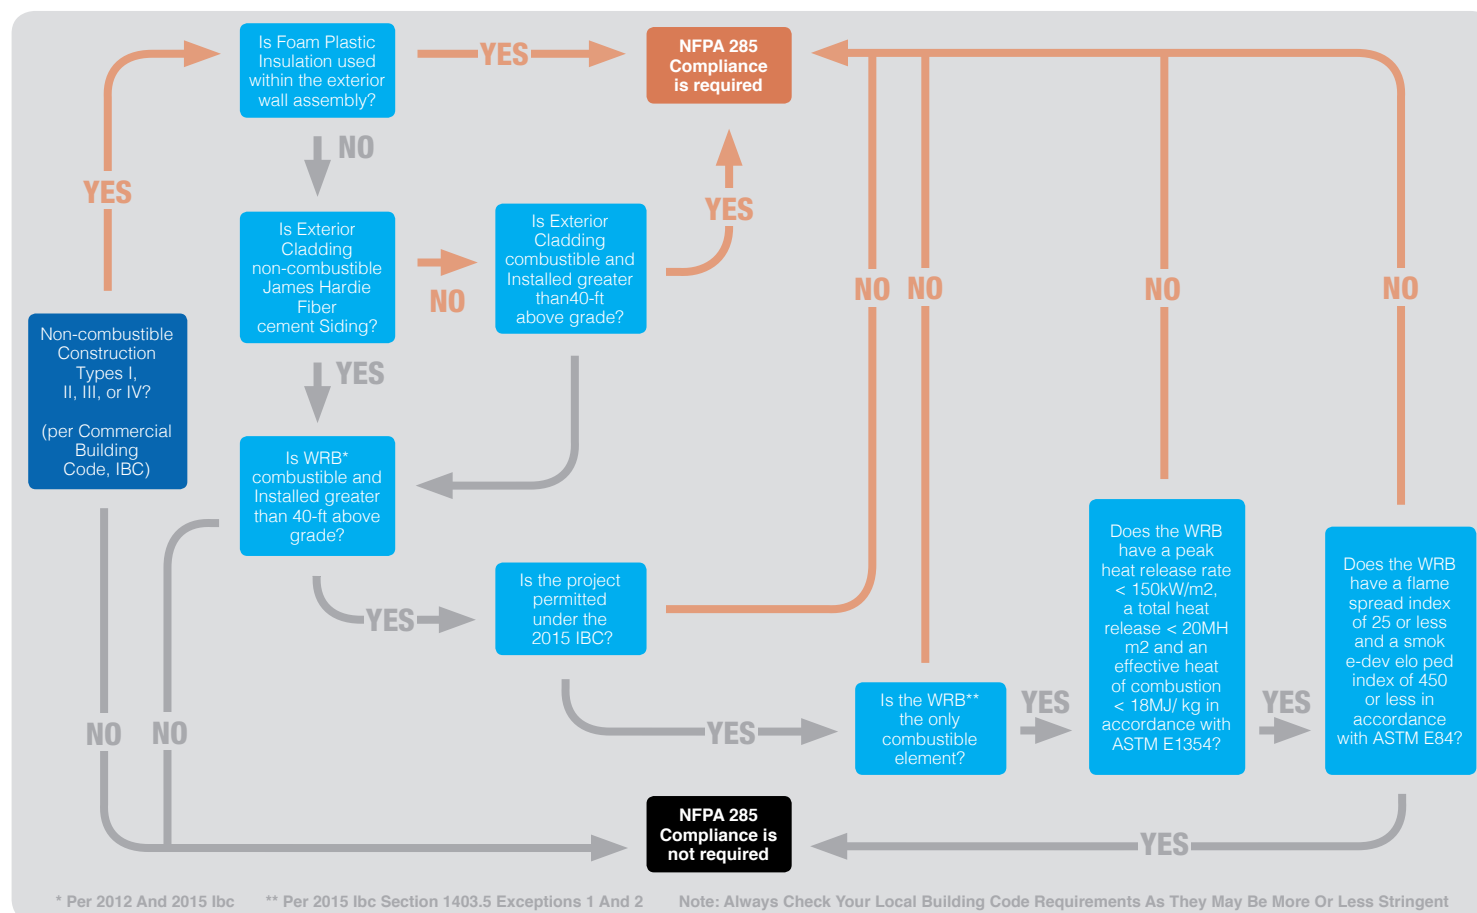 Is Foam Plastic
Insulation used
within the exterior
wall assembly?
YES
NFPA 285
Compliance
is required
NO
YES
Is Exterior
Cladding
non-combustible
James Hardie
Fiber
cement Siding?
NO
Is Exterior
Cladding
combustible and
Installed greater
than40-ft
above grade?
YES
NO
NO
NO
NO
Non-combustible
Construction
Types I,
II, III, or IV?
(per Commercial
Building
Code, IBC)
YES
Is WRB*
combustible and
Installed greater
than 40-ft above
grade?
YES
Is the project
permitted
under the
2015 IBC?
YES
Is the WRB**
the only
combustible
element?
YES
Does the WRB
have a peak
heat release rate
< 150kW/m2,
a total heat
release < 20MH
m2 and an
effective heat
of combustion
< 18MJ/ kg in
accordance with
ASTM E1354?
YES
Does the WRB
have a flame
spread index
of 25 or less
and a smok
e-dev elo ped
index of 450
or less in
accordance
with ASTM E84?
NO
NO
NFPA 285
Compliance is
not required
YES
* Per 2012 And 2015 Ibc
** Per 2015 Ibc Section 1403.5 Exceptions 1 And 2
Note: Always Check Your Local Building Code Requirements As They May Be More Or Less Stringent